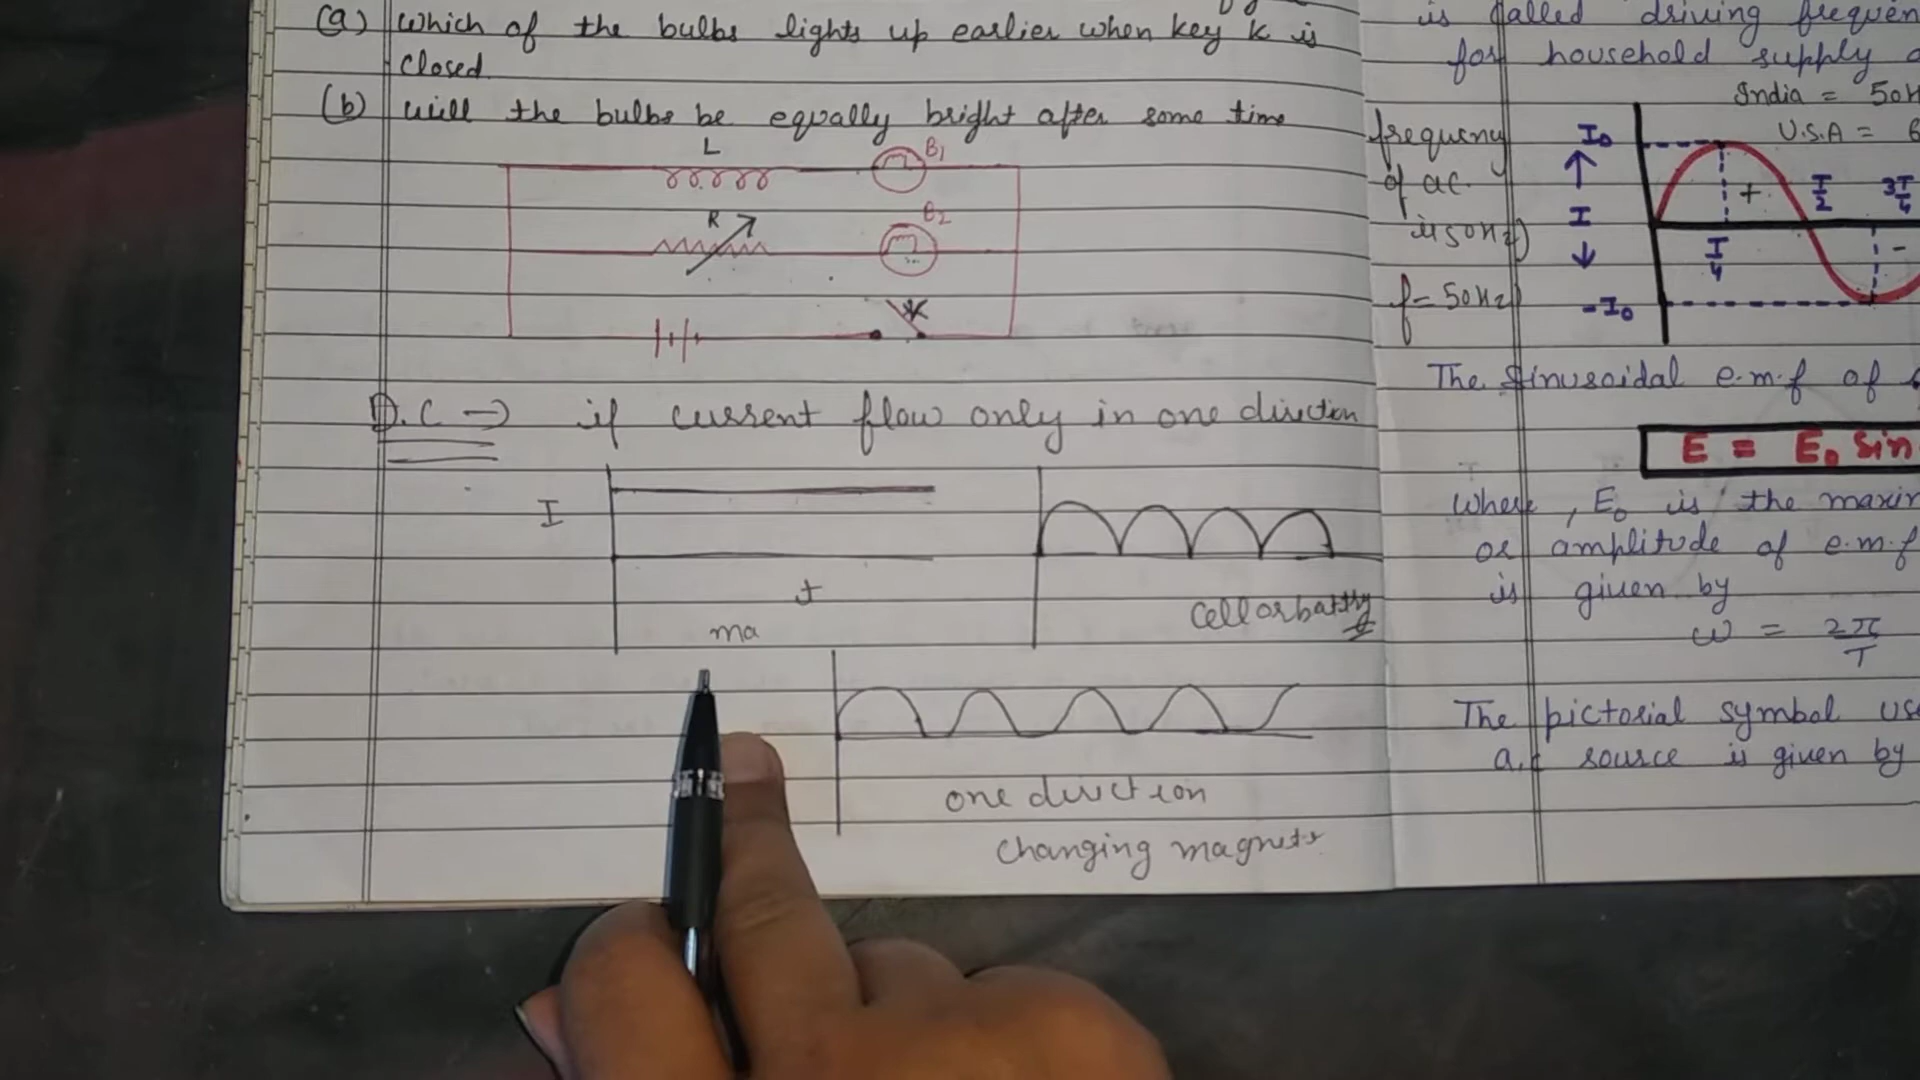 (a) Which of the bulbs lights up earlier when key K is
closed.
(b) will the bulbs be equally bright after some time
L
B1
R
B2
K
D.C → if current flow only in one direction
I
t
ma
Cell or battry
one direction
Changing magnets
is called driving frequen
for household supply
India = 50H
U.S.A = 6
frequeny
of ac.
is 50Hz)
f = 50Hz)
I0
I
-I0
+
-
T/4
T/2
3T/4
The sinusoidal e.m.f of
E = E0 Sin
Where, E0 is the maxim
or amplitude of e.m.f
is given by
ω = 2π/T
The pictorial symbol use
source is given by